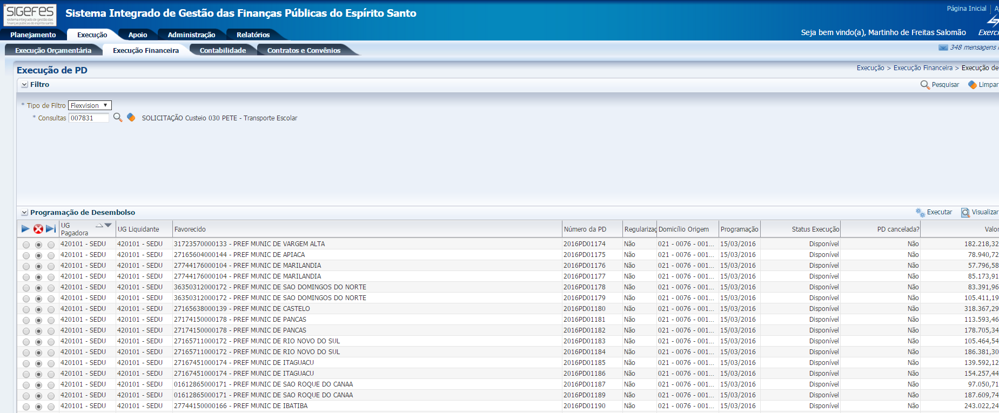 SIGEFES
sistema integrado de gestão das
finanças públicas do espírito santo
Sistema Integrado de Gestão das Finanças Públicas do Espírito Santo
Página Inicial
Planejamento Execução Apoio Administração Relatórios
Seja bem vindo(a), Martinho de Freitas Salomão
Execução Orçamentária Execução Financeira Contabilidade Contratos e Convênios
348 mensagens
Execução de PD
Execução > Execução Financeira > Execução de
Filtro
Pesquisar Limpar
* Tipo de Filtro Flexvision
* Consultas 007831 SOLICITAÇÃO Custeio 030 PETE - Transporte Escolar
Programação de Desembolso
Executar Visualizar
UG Pagadora UG Liquidante Favorecido Número da PD Regularizaç Domicílio Origem Programação Status Execução PD cancelada? Valor
420101 - SEDU 420101 - SEDU 31723570000133 - PREF MUNIC DE VARGEM ALTA 2016PD01174 Não 021 - 0076 - 001... 15/03/2016 Disponível Não 182.218,32
420101 - SEDU 420101 - SEDU 27165604000144 - PREF MUNIC DE APIACA 2016PD01175 Não 021 - 0076 - 001... 15/03/2016 Disponível Não 78.940,72
420101 - SEDU 420101 - SEDU 27744176000104 - PREF MUNIC DE MARILANDIA 2016PD01176 Não 021 - 0076 - 001... 15/03/2016 Disponível Não 57.796,58
420101 - SEDU 420101 - SEDU 27744176000104 - PREF MUNIC DE MARILANDIA 2016PD01177 Não 021 - 0076 - 001... 15/03/2016 Disponível Não 85.173,91
420101 - SEDU 420101 - SEDU 36350312000172 - PREF MUNIC DE SAO DOMINGOS DO NORTE 2016PD01178 Não 021 - 0076 - 001... 15/03/2016 Disponível Não 83.391,96
420101 - SEDU 420101 - SEDU 36350312000172 - PREF MUNIC DE SAO DOMINGOS DO NORTE 2016PD01179 Não 021 - 0076 - 001... 15/03/2016 Disponível Não 105.411,19
420101 - SEDU 420101 - SEDU 27165638000139 - PREF MUNIC DE CASTELO 2016PD01180 Não 021 - 0076 - 001... 15/03/2016 Disponível Não 318.367,29
420101 - SEDU 420101 - SEDU 27174150000178 - PREF MUNIC DE PANCAS 2016PD01181 Não 021 - 0076 - 001... 15/03/2016 Disponível Não 113.593,46
420101 - SEDU 420101 - SEDU 27174150000178 - PREF MUNIC DE PANCAS 2016PD01182 Não 021 - 0076 - 001... 15/03/2016 Disponível Não 178.705,34
420101 - SEDU 420101 - SEDU 27165711000172 - PREF MUNIC DE RIO NOVO DO SUL 2016PD01183 Não 021 - 0076 - 001... 15/03/2016 Disponível Não 105.464,54
420101 - SEDU 420101 - SEDU 27165711000172 - PREF MUNIC DE RIO NOVO DO SUL 2016PD01184 Não 021 - 0076 - 001... 15/03/2016 Disponível Não 186.381,30
420101 - SEDU 420101 - SEDU 27167451000174 - PREF MUNIC DE ITAGUACU 2016PD01185 Não 021 - 0076 - 001... 15/03/2016 Disponível Não 139.592,12
420101 - SEDU 420101 - SEDU 27167451000174 - PREF MUNIC DE ITAGUACU 2016PD01186 Não 021 - 0076 - 001... 15/03/2016 Disponível Não 154.257,44
420101 - SEDU 420101 - SEDU 01612865000171 - PREF MUNIC DE SAO ROQUE DO CANAA 2016PD01187 Não 021 - 0076 - 001... 15/03/2016 Disponível Não 97.050,71
420101 - SEDU 420101 - SEDU 01612865000171 - PREF MUNIC DE SAO ROQUE DO CANAA 2016PD01189 Não 021 - 0076 - 001... 15/03/2016 Disponível Não 187.609,74
420101 - SEDU 420101 - SEDU 27744150000166 - PREF MUNIC DE IBATIBA 2016PD01190 Não 021 - 0076 - 001... 15/03/2016 Disponível Não 243.022,24